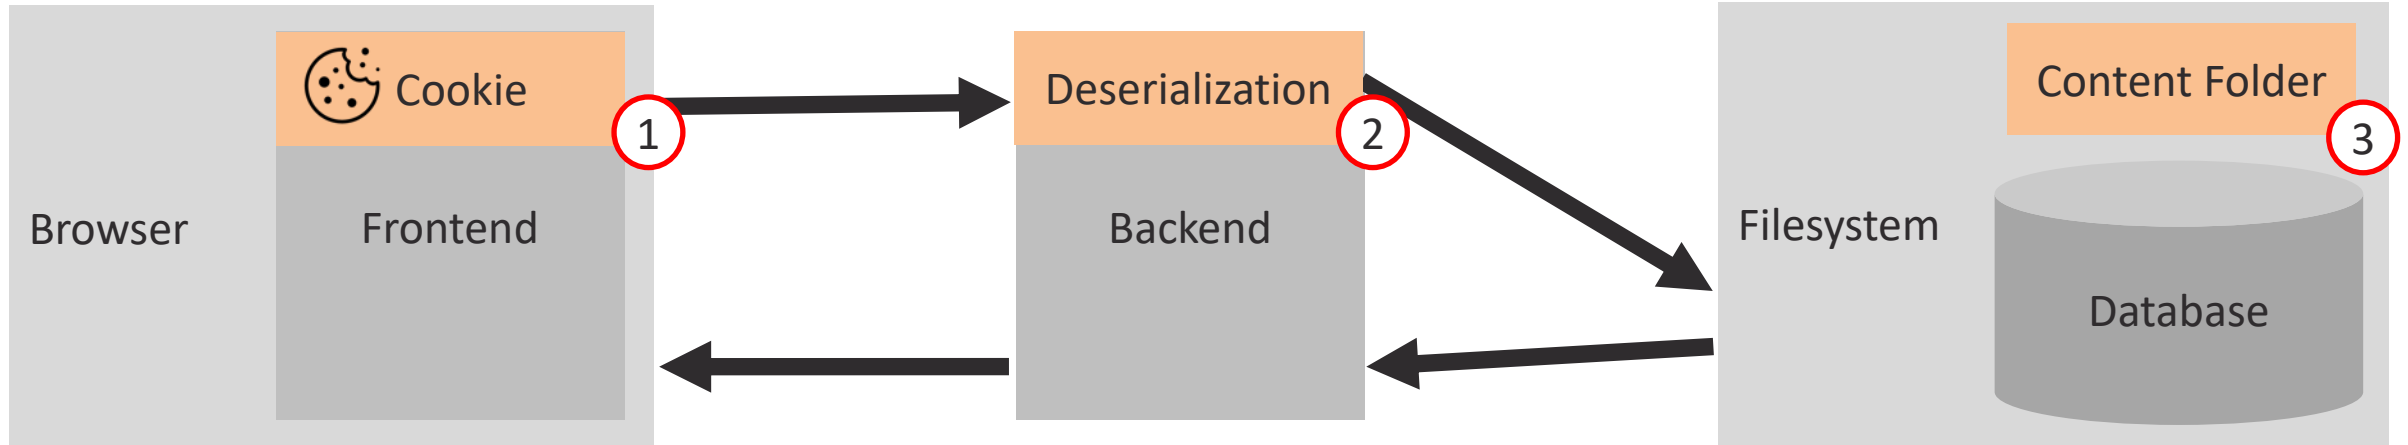 Cookie
1
Browser
Frontend
Deserialization
2
Backend
Content Folder
3
Filesystem
Database